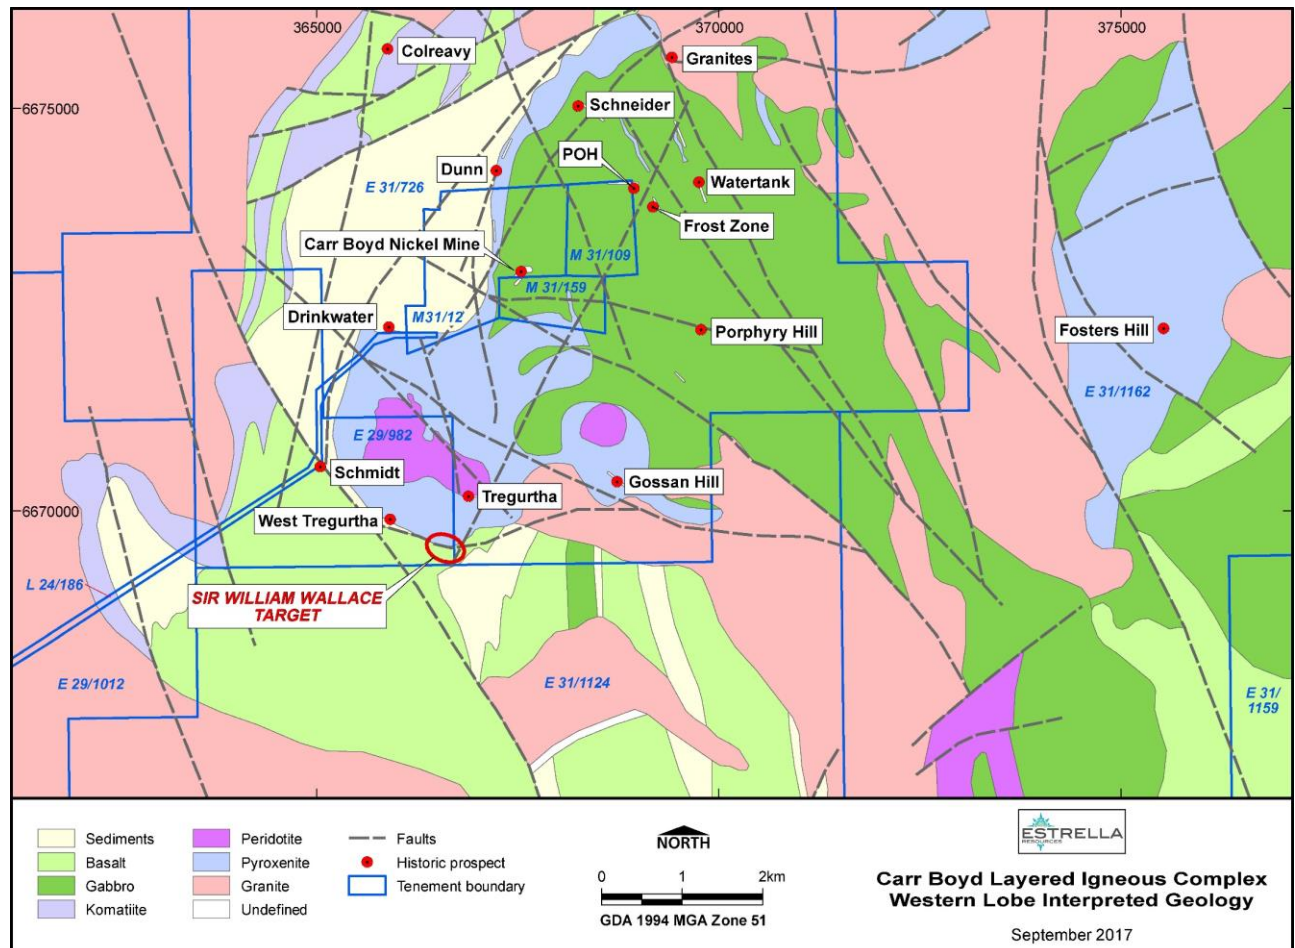 365000
370000
375000
6675000
6670000
Colreavy
Granites
Schneider
POH
Dunn
E 31/726
Watertank
Frost Zone
Carr Boyd Nickel Mine
M 31/109
M 31/159
Drinkwater
M31/12
Porphyry Hill
Fosters Hill
E 31/1162
E 29/982
Schmidt
Tregurtha
Gossan Hill
West Tregurtha
L 24/186
SIR WILLIAM WALLACE
TARGET
E 29/1012
E 31/1124
E 31/
1159
Sediments
Basalt
Gabbro
Komatiite
Peridotite
Pyroxenite
Granite
Undefined
Faults
Historic prospect
Tenement boundary
NORTH
0 1 2km
GDA 1994 MGA Zone 51
ESTRELLA
RESOURCES
Carr Boyd Layered Igneous Complex
Western Lobe Interpreted Geology
September 2017